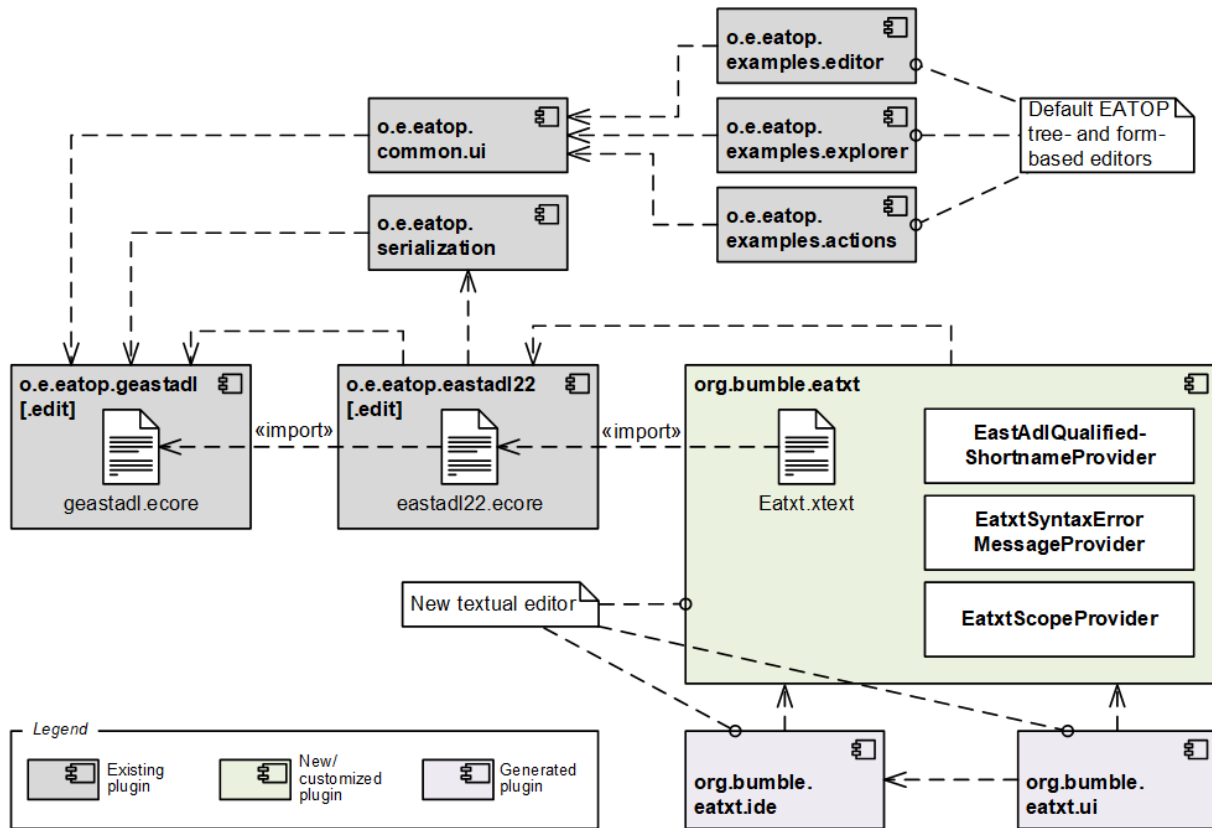 o.e.eatop.
examples.editor
o.e.eatop.
common.ui
o.e.eatop.
examples.explorer
Default EATOP
tree- and form-
based editors
o.e.eatop.
serialization
o.e.eatop.
examples.actions
o.e.eatop.geastadl
[.edit]
geastadl.ecore
«import»
o.e.eatop.eastadl22
[.edit]
eastadl22.ecore
«import»
org.bumble.eatxt
Eatxt.xtext
EastAdlQualified-
ShortnameProvider
EatxtSyntaxError
MessageProvider
EatxtScopeProvider
New textual editor
Legend
Existing
plugin
New/
customized
plugin
Generated
plugin
org.bumble.
eatxt.ide
org.bumble.
eatxt.ui